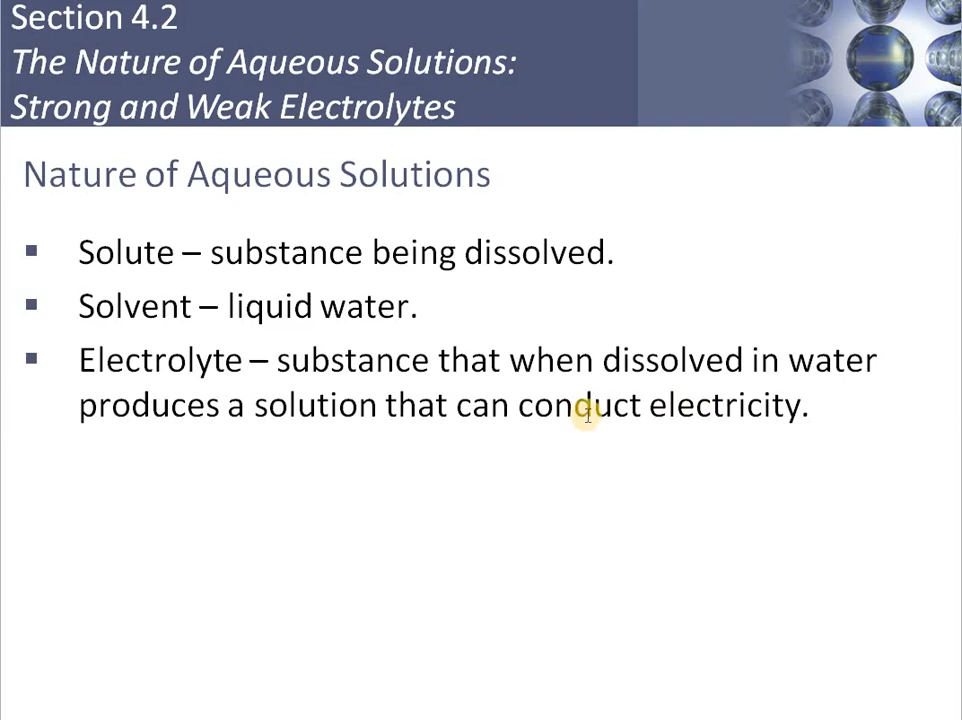 Section 4.2
The Nature of Aqueous Solutions:
Strong and Weak Electrolytes
Nature of Aqueous Solutions
▪ Solute – substance being dissolved.
▪ Solvent – liquid water.
▪ Electrolyte – substance that when dissolved in water
produces a solution that can conduct electricity.